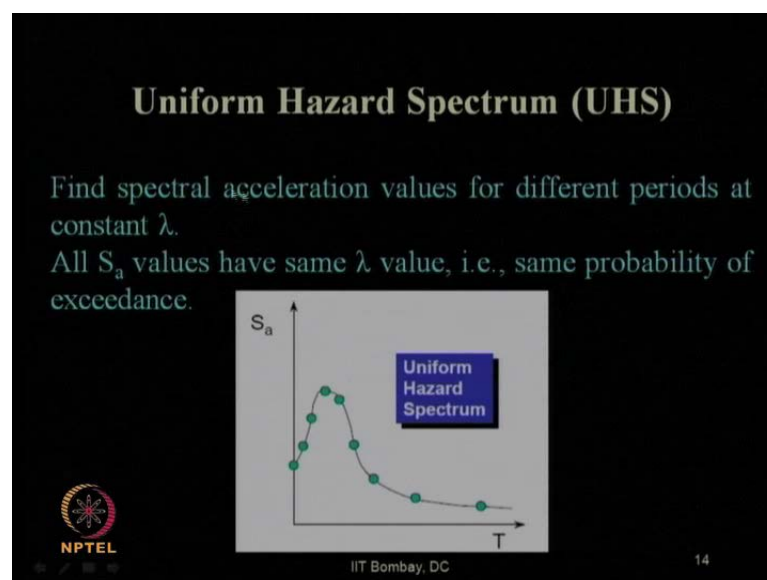 Uniform Hazard Spectrum (UHS)
Find spectral acceleration values for different periods at
constant λ.
All Sa values have same λ value, i.e., same probability of
exceedance.
Sa
Uniform
Hazard
Spectrum
T
NPTEL
IIT Bombay, DC
14